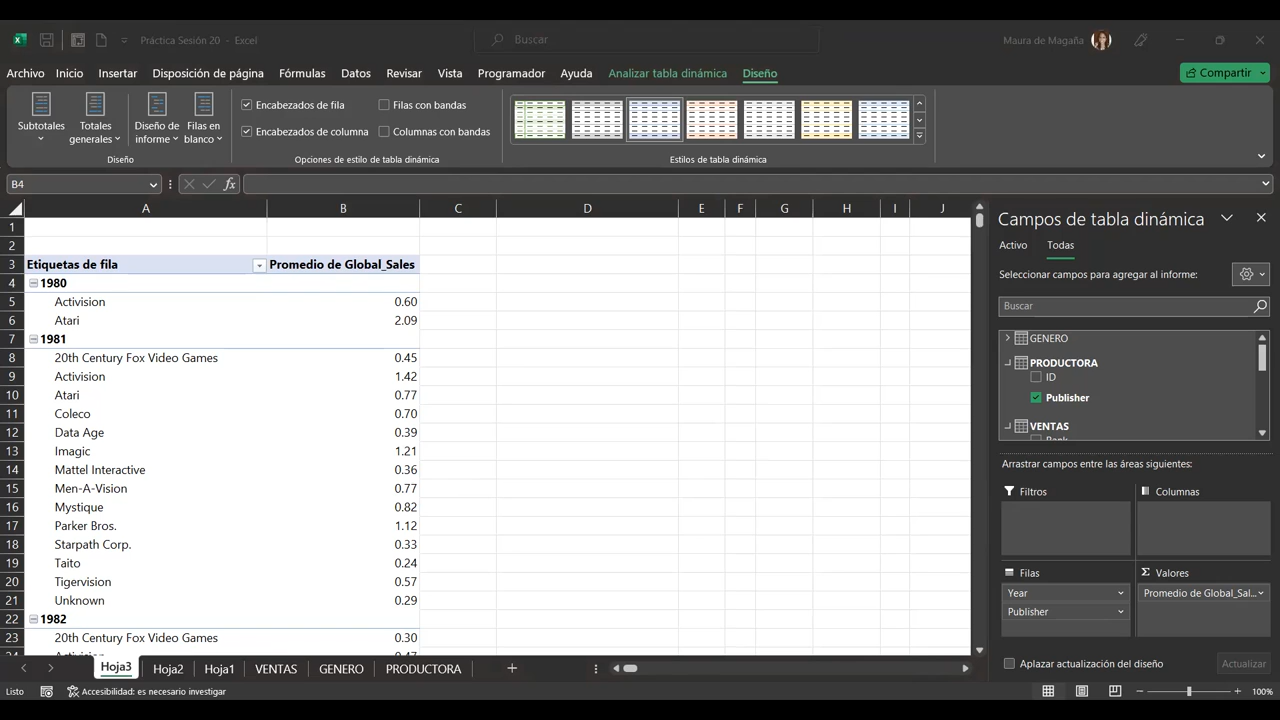 Práctica Sesión 20 - Excel
Buscar
Maura de Magaña
Archivo Inicio Insertar Disposición de página Fórmulas Datos Revisar Vista Programador Ayuda Analizar tabla dinámica Diseño
Compartir
Subtotales
Totales generales
Diseño de informe
Filas en blanco
Diseño
Encabezados de fila
Filas con bandas
Encabezados de columna
Columnas con bandas
Opciones de estilo de tabla dinámica
Estilos de tabla dinámica
B4
fx
A B C D E F G H I J
1
2
3 Etiquetas de fila Promedio de Global_Sales
4 1980
5 Activision 0.60
6 Atari 2.09
7 1981
8 20th Century Fox Video Games 0.45
9 Activision 1.42
10 Atari 0.77
11 Coleco 0.70
12 Data Age 0.39
13 Imagic 1.21
14 Mattel Interactive 0.36
15 Men-A-Vision 0.77
16 Mystique 0.82
17 Parker Bros. 1.12
18 Starpath Corp. 0.33
19 Taito 0.24
20 Tigervision 0.57
21 Unknown 0.29
22 1982
23 20th Century Fox Video Games 0.30
Campos de tabla dinámica
Activo Todas
Seleccionar campos para agregar al informe:
Buscar
GENERO
PRODUCTORA
ID
Publisher
VENTAS
Arrastrar campos entre las áreas siguientes:
Filtros
Columnas
Filas
Σ Valores
Year
Promedio de Global_Sal...
Publisher
Aplazar actualización del diseño
Actualizar
Hoja3 Hoja2 Hoja1 VENTAS GENERO PRODUCTORA
Listo
Accesibilidad: es necesario investigar
100%